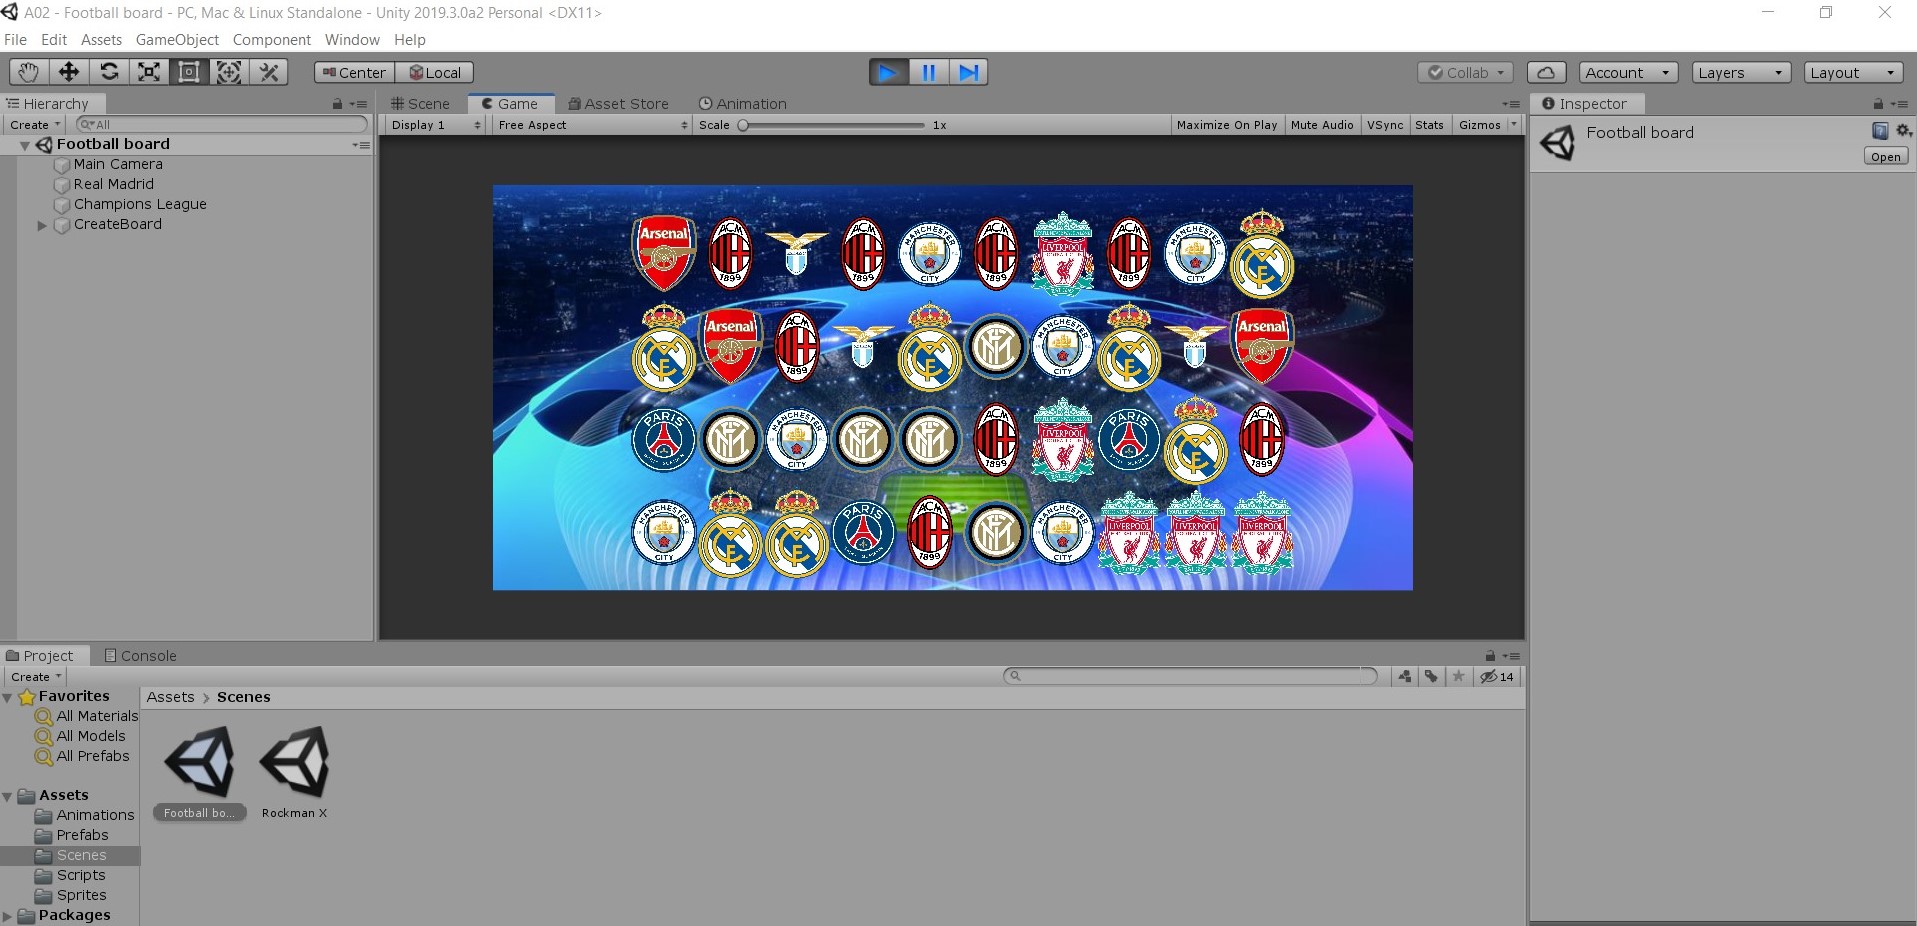 A02 - Football board - PC, Mac & Linux Standalone - Unity 2019.3.0a2 Personal <DX11>
File Edit Assets GameObject Component Window Help
Center Local Collab Account Layers Layout
Hierarchy
Create All
Football board
Main Camera
Real Madrid
Champions League
CreateBoard
Scene Game Asset Store Animation
Display 1 Free Aspect Scale 1x Maximize On Play Mute Audio VSync Stats Gizmos
Arsenal ACM 1899 ACM 1899 MANCHESTER CITY ACM 1899 LIVERPOOL ACM 1899 MANCHESTER CITY
Arsenal ACM 1899 MANCHESTER CITY Arsenal
PARIS MANCHESTER CITY ACM 1899 LIVERPOOL PARIS ACM 1899
MANCHESTER CITY PARIS ACM 1899 MANCHESTER CITY LIVERPOOL LIVERPOOL LIVERPOOL
Inspector
Football board
Open
Project Console
Create 14
Favorites
All Materials
All Models
All Prefabs
Assets
Animations
Prefabs
Scenes
Scripts
Sprites
Packages
Assets > Scenes
Football bo... Rockman X